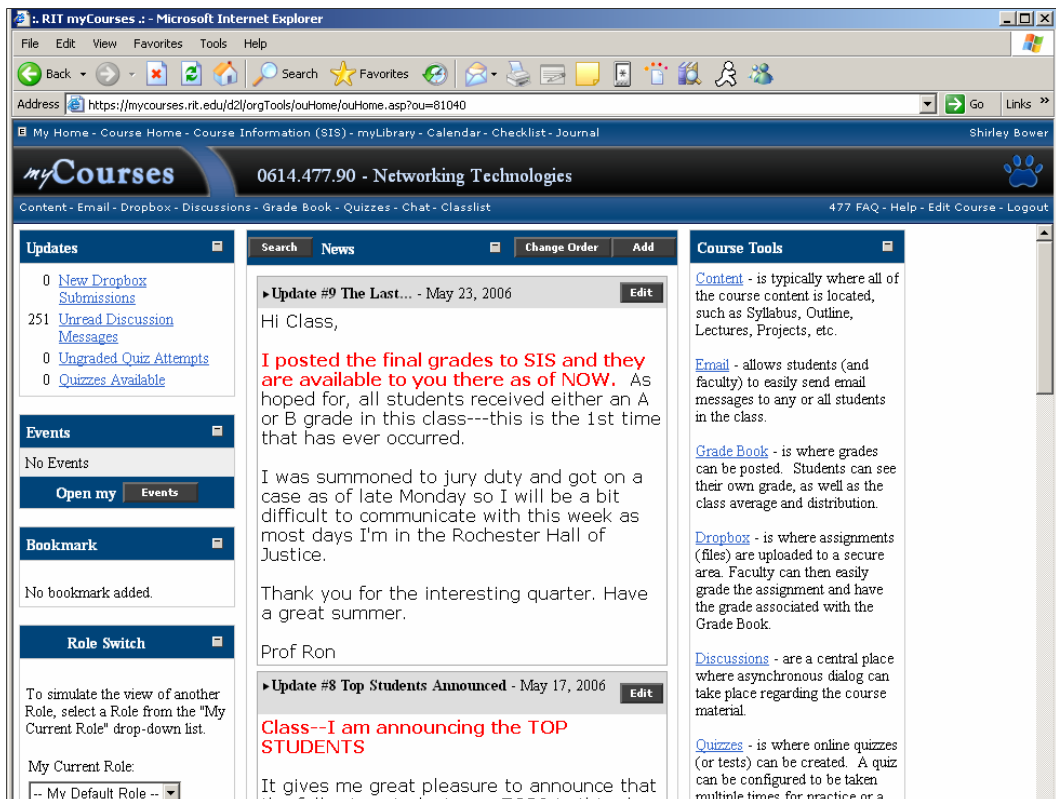 :. RIT myCourses .: - Microsoft Internet Explorer
File Edit View Favorites Tools Help
Back Search Favorites
Address https://mycourses.rit.edu/d2l/orgTools/ouHome/ouHome.asp?ou=81040 Go Links »
My Home - Course Home - Course Information (SIS) - myLibrary - Calendar - Checklist - Journal Shirley Bower
myCourses 0614.477.90 - Networking Technologies
Content - Email - Dropbox - Discussions - Grade Book - Quizzes - Chat - Classlist 477 FAQ - Help - Edit Course - Logout
Updates
0 New Dropbox
Submissions
251 Unread Discussion
Messages
0 Ungraded Quiz Attempts
0 Quizzes Available
Events
No Events
Open my Events
Bookmark
No bookmark added.
Role Switch
To simulate the view of another
Role, select a Role from the "My
Current Role" drop-down list.
My Current Role:
-- My Default Role --
Search News Change Order Add
Update #9 The Last... - May 23, 2006 Edit
Hi Class,
I posted the final grades to SIS and they
are available to you there as of NOW. As
hoped for, all students received either an A
or B grade in this class---this is the 1st time
that has ever occurred.
I was summoned to jury duty and got on a
case as of late Monday so I will be a bit
difficult to communicate with this week as
most days I'm in the Rochester Hall of
Justice.
Thank you for the interesting quarter. Have
a great summer.
Prof Ron
Update #8 Top Students Announced - May 17, 2006 Edit
Class--I am announcing the TOP
STUDENTS
It gives me great pleasure to announce that
Course Tools
Content - is typically where all of
the course content is located,
such as Syllabus, Outline,
Lectures, Projects, etc.
Email - allows students (and
faculty) to easily send email
messages to any or all students
in the class.
Grade Book - is where grades
can be posted. Students can see
their own grade, as well as the
class average and distribution.
Dropbox - is where assignments
(files) are uploaded to a secure
area. Faculty can then easily
grade the assignment and have
the grade associated with the
Grade Book.
Discussions - are a central place
where asynchronous dialog can
take place regarding the course
material.
Quizzes - is where online quizzes
(or tests) can be created. A quiz
can be configured to be taken
multiple times for practice or a